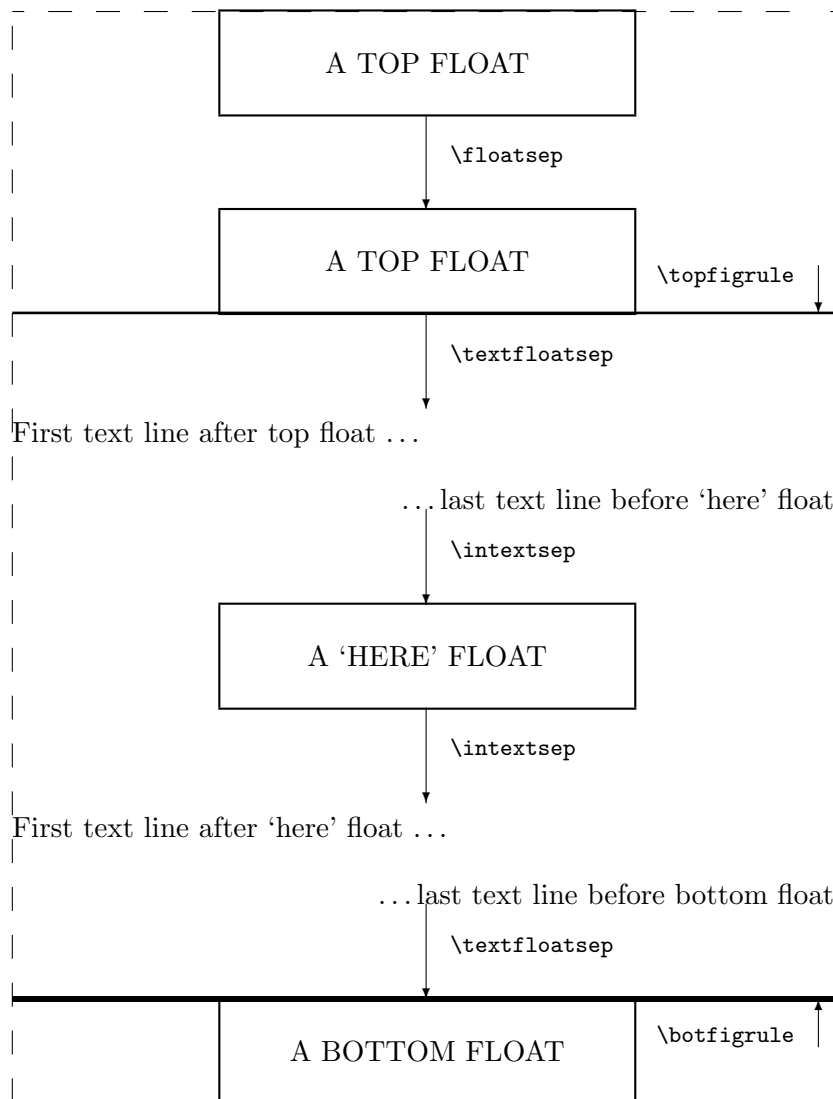 A TOP FLOAT
\floatsep
A TOP FLOAT
\topfigrule
\textfloatsep
First text line after top float ...
...last text line before ‘here’ float
\intextsep
A ‘HERE’ FLOAT
\intextsep
First text line after ‘here’ float ...
...last text line before bottom float
\textfloatsep
\botfigrule
A BOTTOM FLOAT